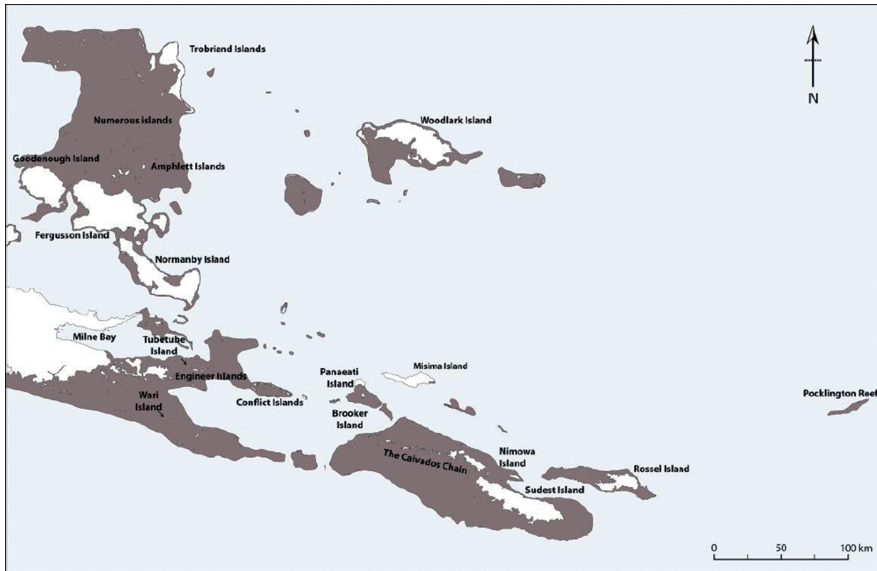 Trobriand Islands
N
Woodlark Island
Numerous islands
Goodenough Island
Amphlett Islands
Fergusson Island
Normanby Island
Milne Bay
Tubetube
Island
Engineer Islands
Wari
Island
Conflict Islands
Panaeati
Island
Misima Island
Brooker
Island
Pocklington Reef
The Calvados Chain
Nimowa
Island
Sudest Island
Rossel Island
0 50 100 km